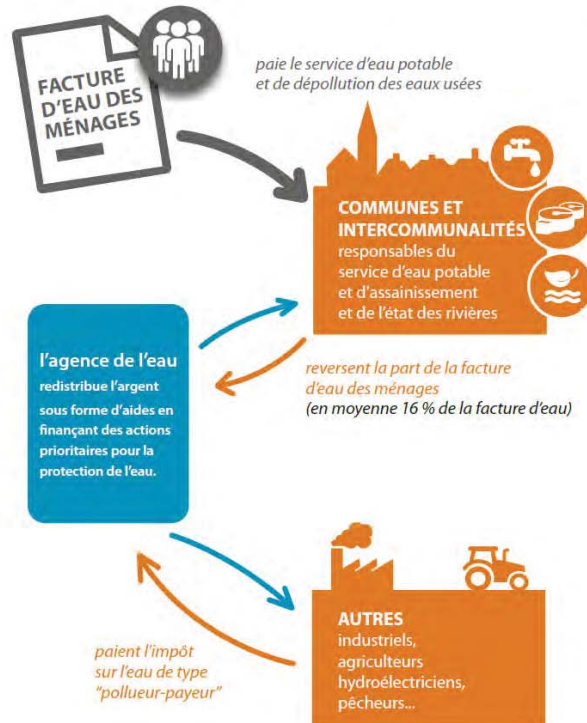 FACTURE
D'EAU DES
MÉNAGES
paie le service d'eau potable
et de dépollution des eaux usées
COMMUNES ET
INTERCOMMUNALITÉS
responsables du
service d'eau potable
et d'assainissement
et de l'état des rivières
l'agence de l'eau
redistribue l'argent
sous forme d'aides en
finançant des actions
prioritaires pour la
protection de l'eau.
reversent la part de la facture
d'eau des ménages
(en moyenne 16 % de la facture d'eau)
paient l'impôt
sur l'eau de type
"pollueur-payeur"
AUTRES
industriels,
agriculteurs
hydroélectriciens,
pêcheurs...